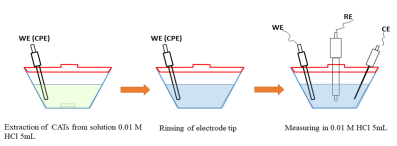 WE (CPE)
WE (CPE)
WE
RE
CE
Extraction of CATs from solution 0.01 M
HCl 5mL
Rinsing of electrode tip
Measuring in 0.01 M HCl 5mL